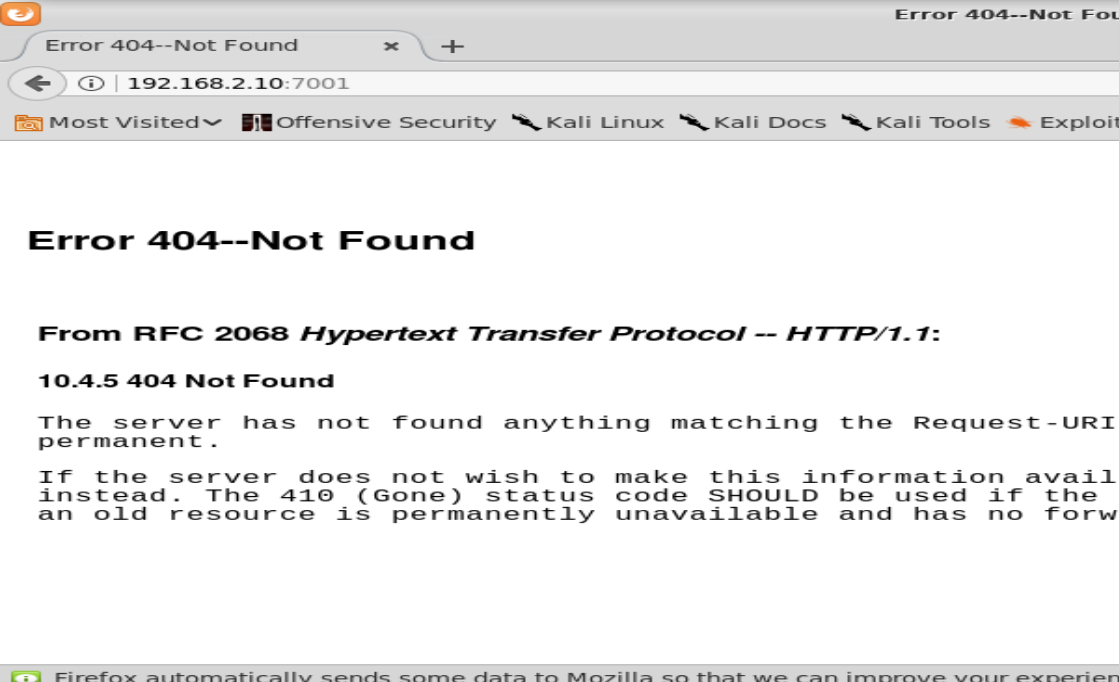 Error 404--Not Fou
Error 404--Not Found
192.168.2.10:7001
Most Visited Offensive Security Kali Linux Kali Docs Kali Tools Exploit
Error 404--Not Found
From RFC 2068 Hypertext Transfer Protocol -- HTTP/1.1:
10.4.5 404 Not Found
The server has not found anything matching the Request-URI
permanent.
If the server does not wish to make this information avail
instead. The 410 (Gone) status code SHOULD be used if the
an old resource is permanently unavailable and has no forw
Firefox automatically sends some data to Mozilla so that we can improve your experien